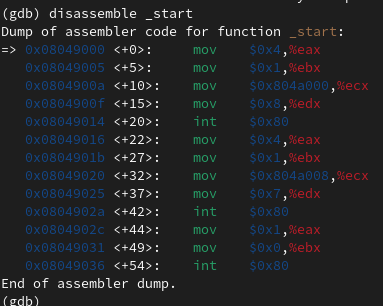 (gdb) disassemble _start
Dump of assembler code for function _start:
=> 0x08049000 <+0>:     mov    $0x4,%eax
   0x08049005 <+5>:     mov    $0x1,%ebx
   0x0804900a <+10>:    mov    $0x804a000,%ecx
   0x0804900f <+15>:    mov    $0x8,%edx
   0x08049014 <+20>:    int    $0x80
   0x08049016 <+22>:    mov    $0x4,%eax
   0x0804901b <+27>:    mov    $0x1,%ebx
   0x08049020 <+32>:    mov    $0x804a008,%ecx
   0x08049025 <+37>:    mov    $0x7,%edx
   0x0804902a <+42>:    int    $0x80
   0x0804902c <+44>:    mov    $0x1,%eax
   0x08049031 <+49>:    mov    $0x0,%ebx
   0x08049036 <+54>:    int    $0x80
End of assembler dump.
(gdb)